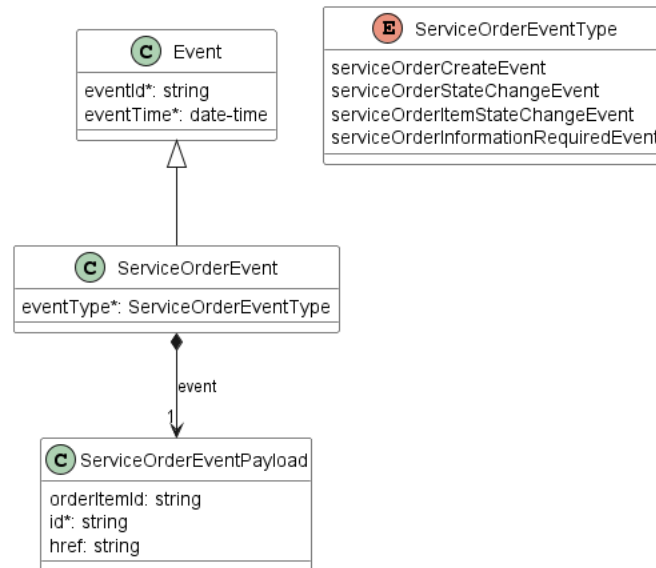 C Event
eventId*: string
eventTime*: date-time
E ServiceOrderEventType
serviceOrderCreateEvent
serviceOrderStateChangeEvent
serviceOrderItemStateChangeEvent
serviceOrderInformationRequiredEvent
C ServiceOrderEvent
eventType*: ServiceOrderEventType
event
1
C ServiceOrderEventPayload
orderItemId: string
id*: string
href: string